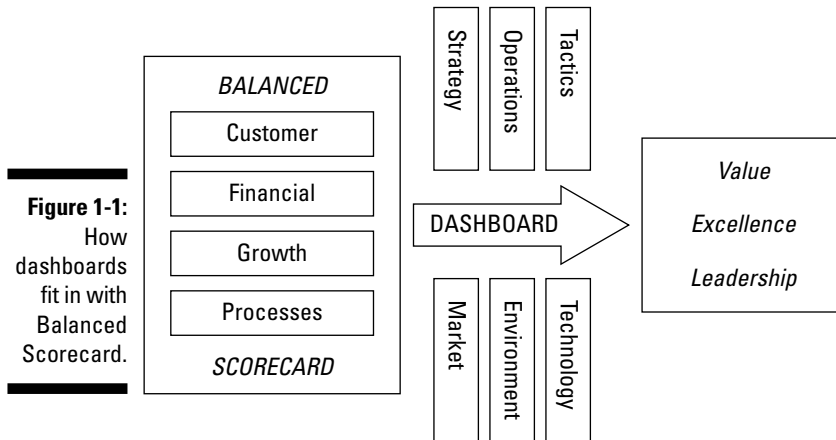 Figure 1-1:
How
dashboards
fit in with
Balanced
Scorecard.
BALANCED
Customer
Financial
Growth
Processes
SCORECARD
Strategy
Operations
Tactics
DASHBOARD
Market
Environment
Technology
Value
Excellence
Leadership